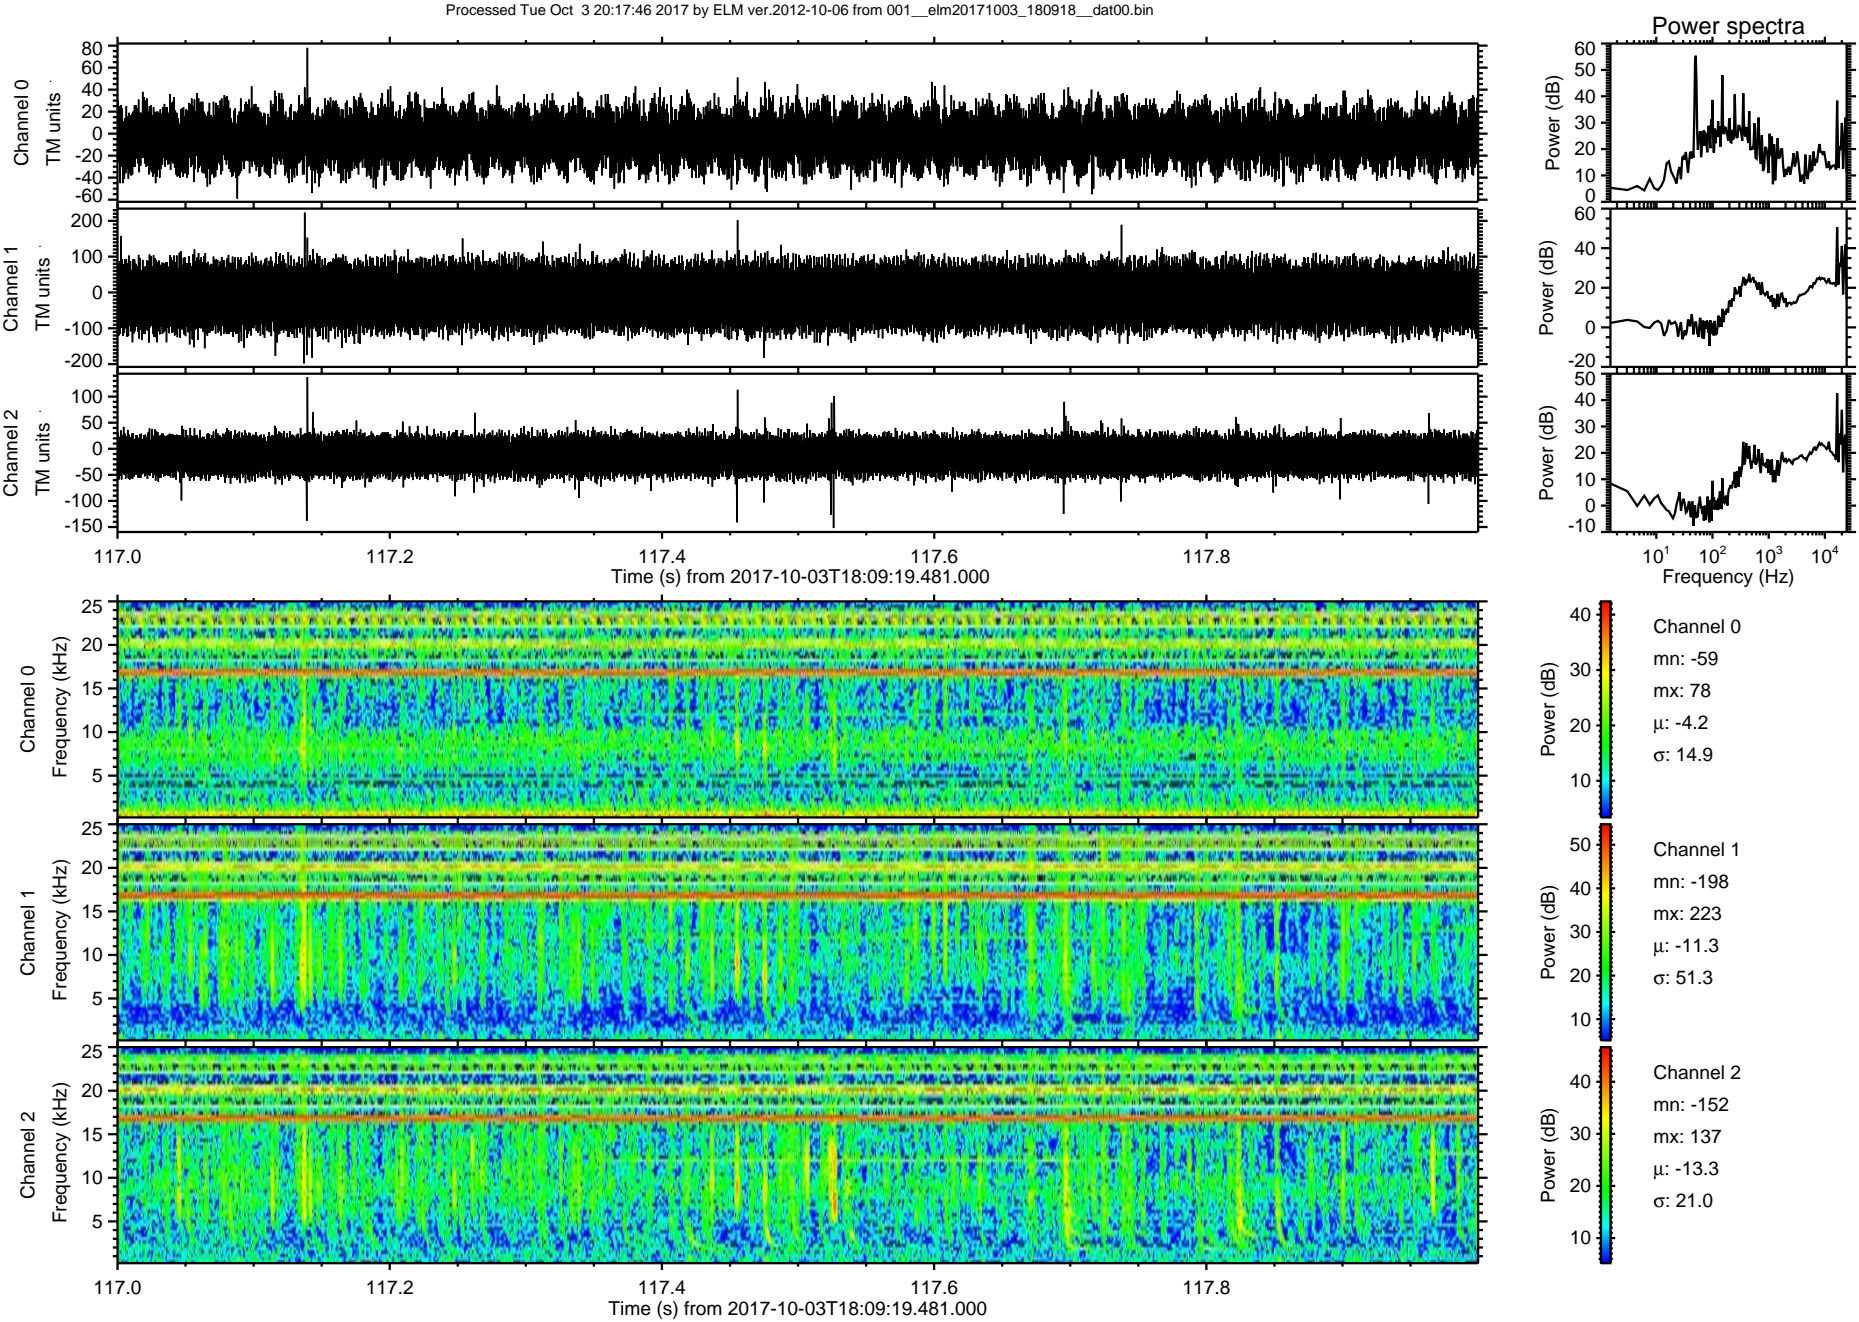 Processed Tue Oct  3 20:17:46 2017 by ELM ver.2012-10-06 from 001__elm20171003_180918__dat00.bin
Power spectra
Channel 0
TM units
80
60
40
20
0
-20
-40
-60
Power (dB)
60
50
40
30
20
10
0
Channel 1
TM units
200
100
0
-100
-200
Power (dB)
60
40
20
0
-20
Channel 2
TM units
100
50
0
-50
-100
-150
Power (dB)
50
40
30
20
10
0
-10
117.0 117.2 117.4 117.6 117.8
Time (s) from 2017-10-03T18:09:19.481.000
10¹ 10² 10³ 10⁴
Frequency (Hz)
Channel 0
Frequency (kHz)
25
20
15
10
5
Power (dB)
40
30
20
10
Channel 0
mn: -59
mx: 78
μ: -4.2
σ: 14.9
Channel 1
Frequency (kHz)
25
20
15
10
5
Power (dB)
50
40
30
20
10
Channel 1
mn: -198
mx: 223
μ: -11.3
σ: 51.3
Channel 2
Frequency (kHz)
25
20
15
10
5
Power (dB)
40
30
20
10
Channel 2
mn: -152
mx: 137
μ: -13.3
σ: 21.0
117.0 117.2 117.4 117.6 117.8
Time (s) from 2017-10-03T18:09:19.481.000